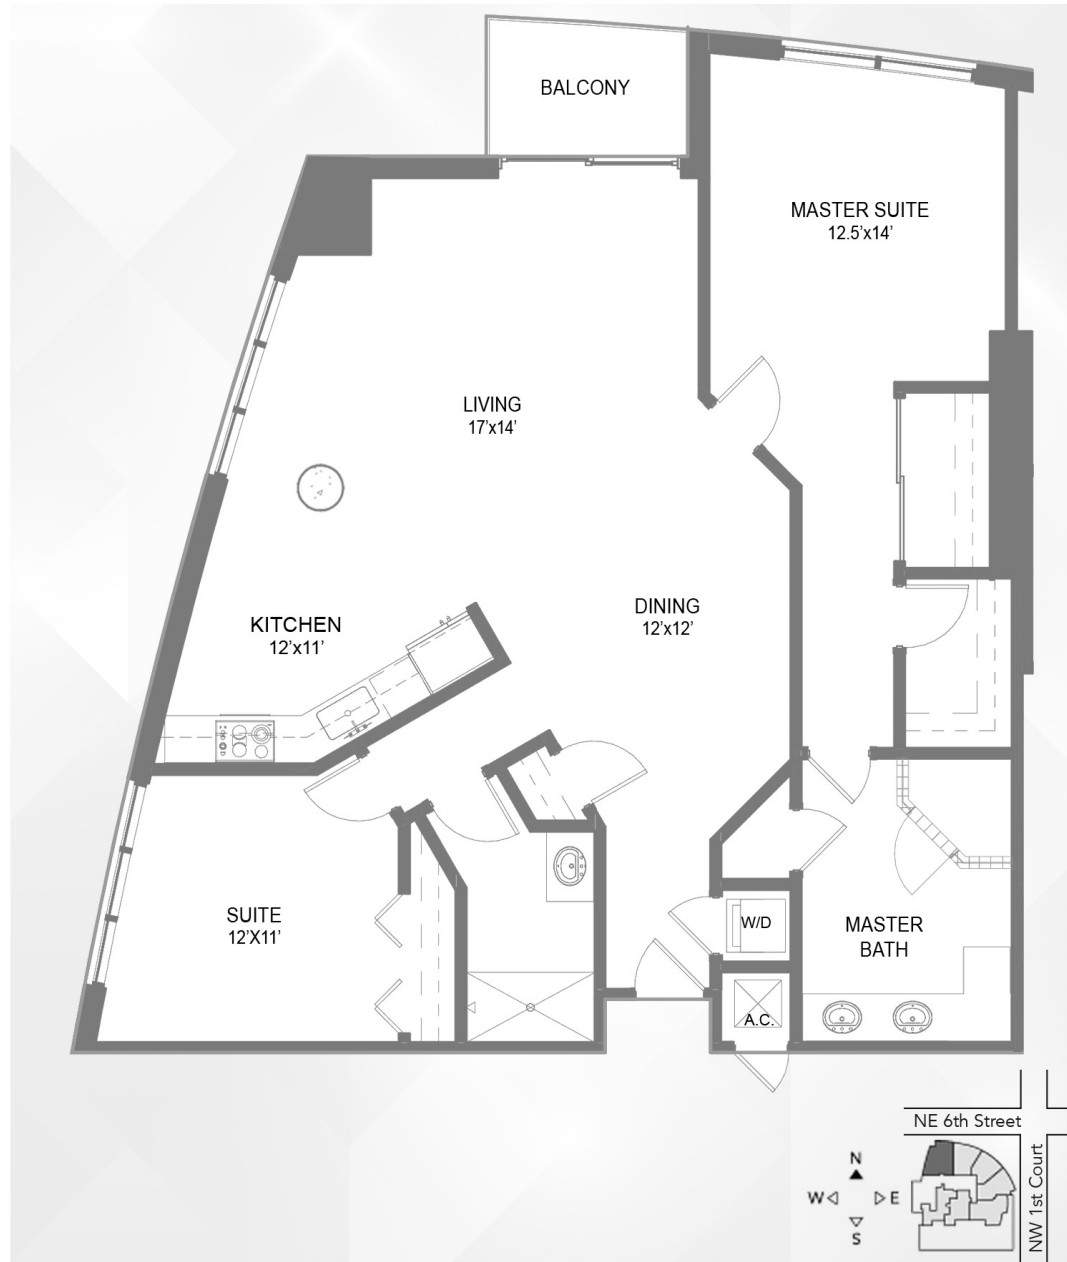 BALCONY
MASTER SUITE
12.5'x14'
LIVING
17'x14'
DINING
12'x12'
KITCHEN
12'x11'
SUITE
12'X11'
W/D
MASTER
BATH
A.C.
NE 6th Street
N
W E
S
NW 1st Court